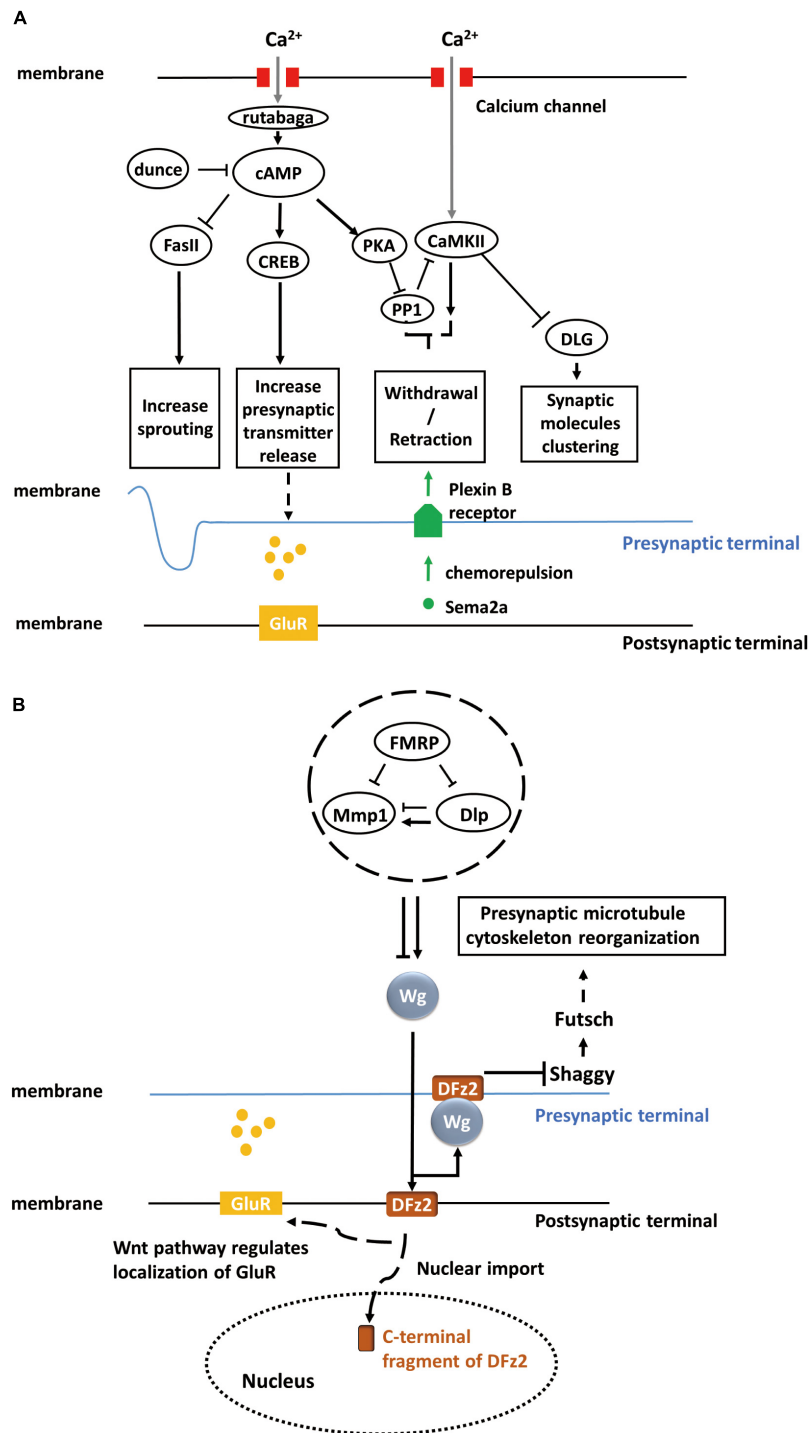 A
Ca2+
Ca2+
membrane
Calcium channel
rutabaga
dunce
cAMP
FasII
CREB
PKA
CaMKII
PP1
DLG
Increase
sprouting
Increase
presynaptic
transmitter
release
Withdrawal
/
Retraction
Synaptic
molecules
clustering
membrane
Plexin B
receptor
Presynaptic terminal
chemorepulsion
Sema2a
membrane
GluR
Postsynaptic terminal
B
FMRP
Mmp1
Dlp
Presynaptic microtubule
cytoskeleton reorganization
Wg
Futsch
Shaggy
membrane
DFz2
Presynaptic terminal
Wg
membrane
GluR
DFz2
Postsynaptic terminal
Wnt pathway regulates
localization of GluR
Nuclear import
C-terminal
fragment of DFz2
Nucleus